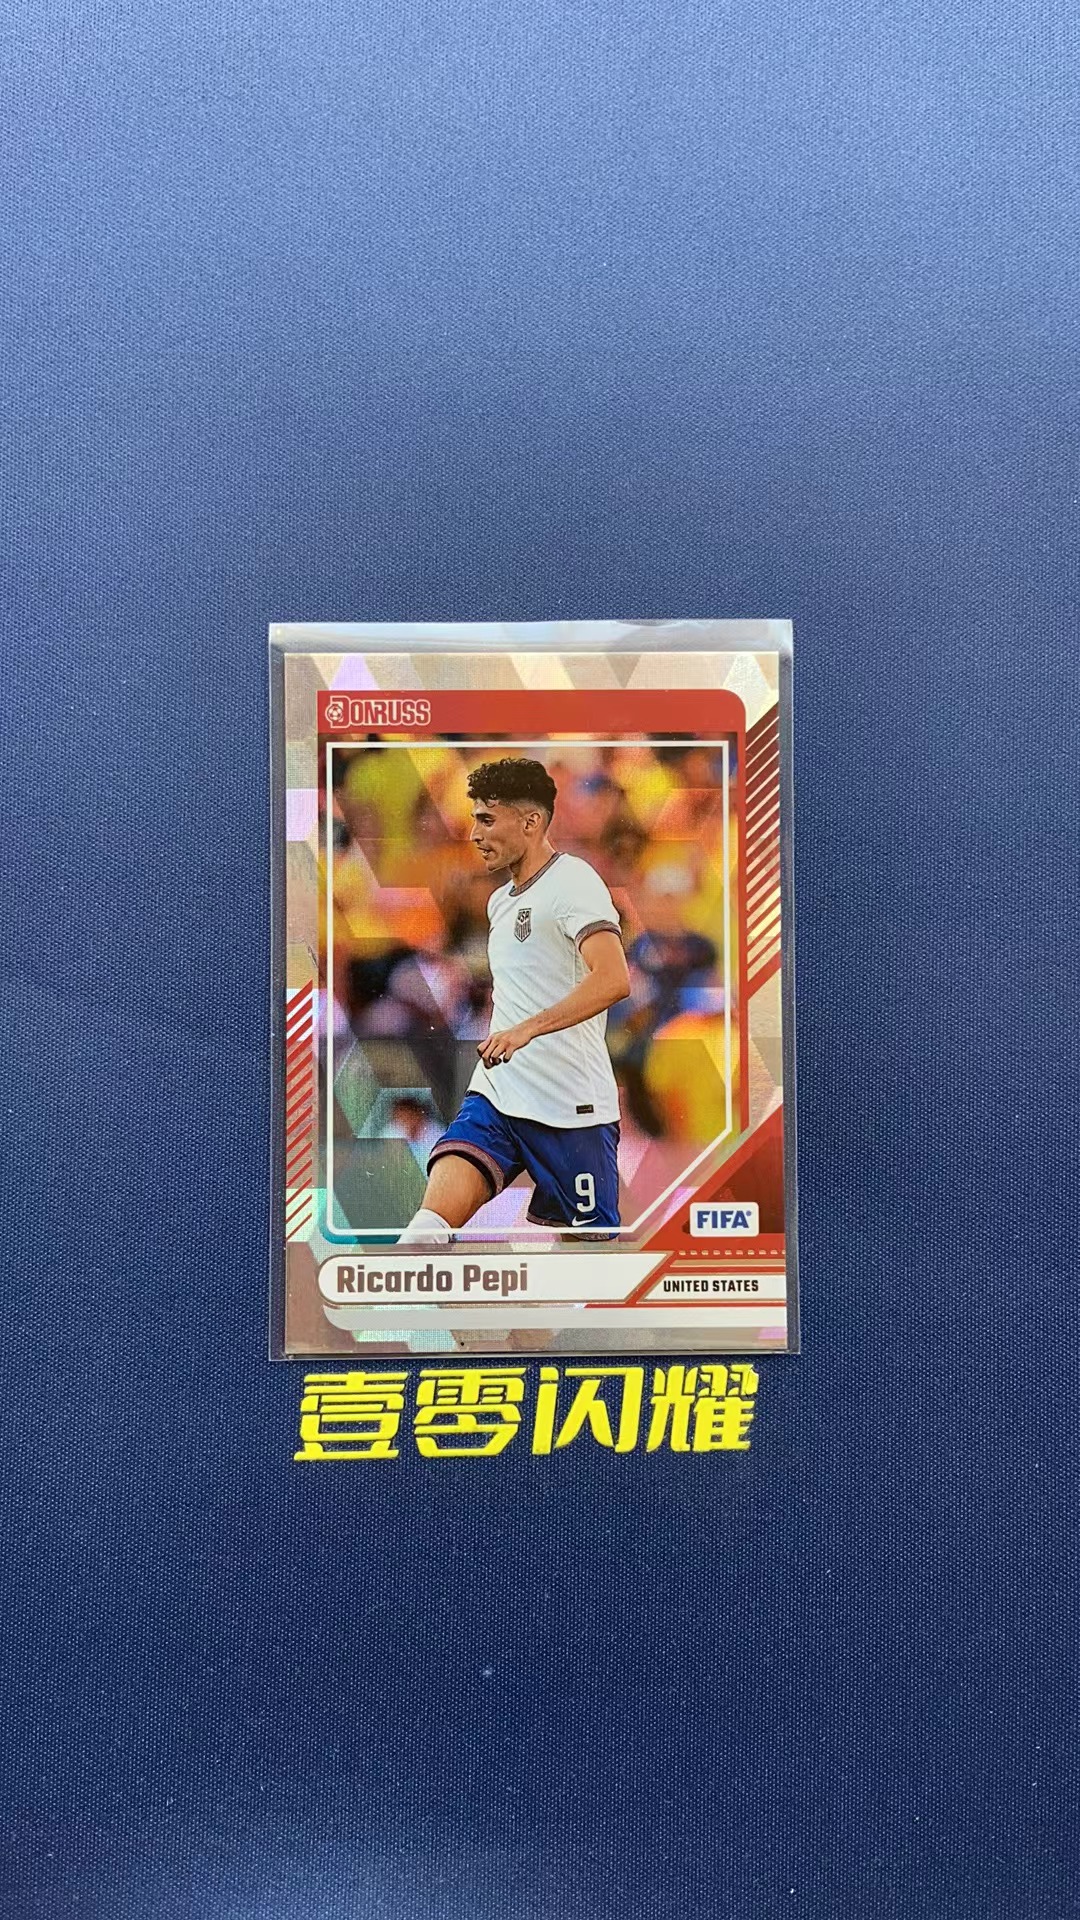 DONRUSS
USA
9
FIFA
Ricardo Pepi
UNITED STATES
壹零闪耀